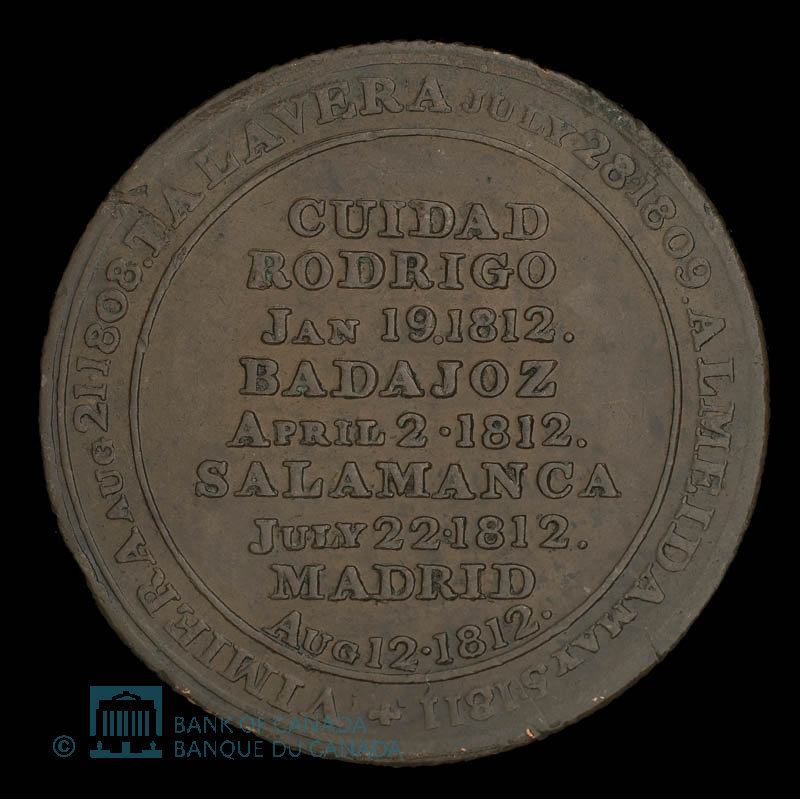 VIMIERA AUG 21·1808. TALAVERA JULY 28·1809. ALMEIDA MAY 5·1811 +
CUIDAD
RODRIGO
JAN 19.1812.
BADAJOZ
APRIL 2·1812.
SALAMANCA
JULY 22·1812.
MADRID
AUG 12·1812.
© BANK OF CANADA
BANQUE DU CANADA